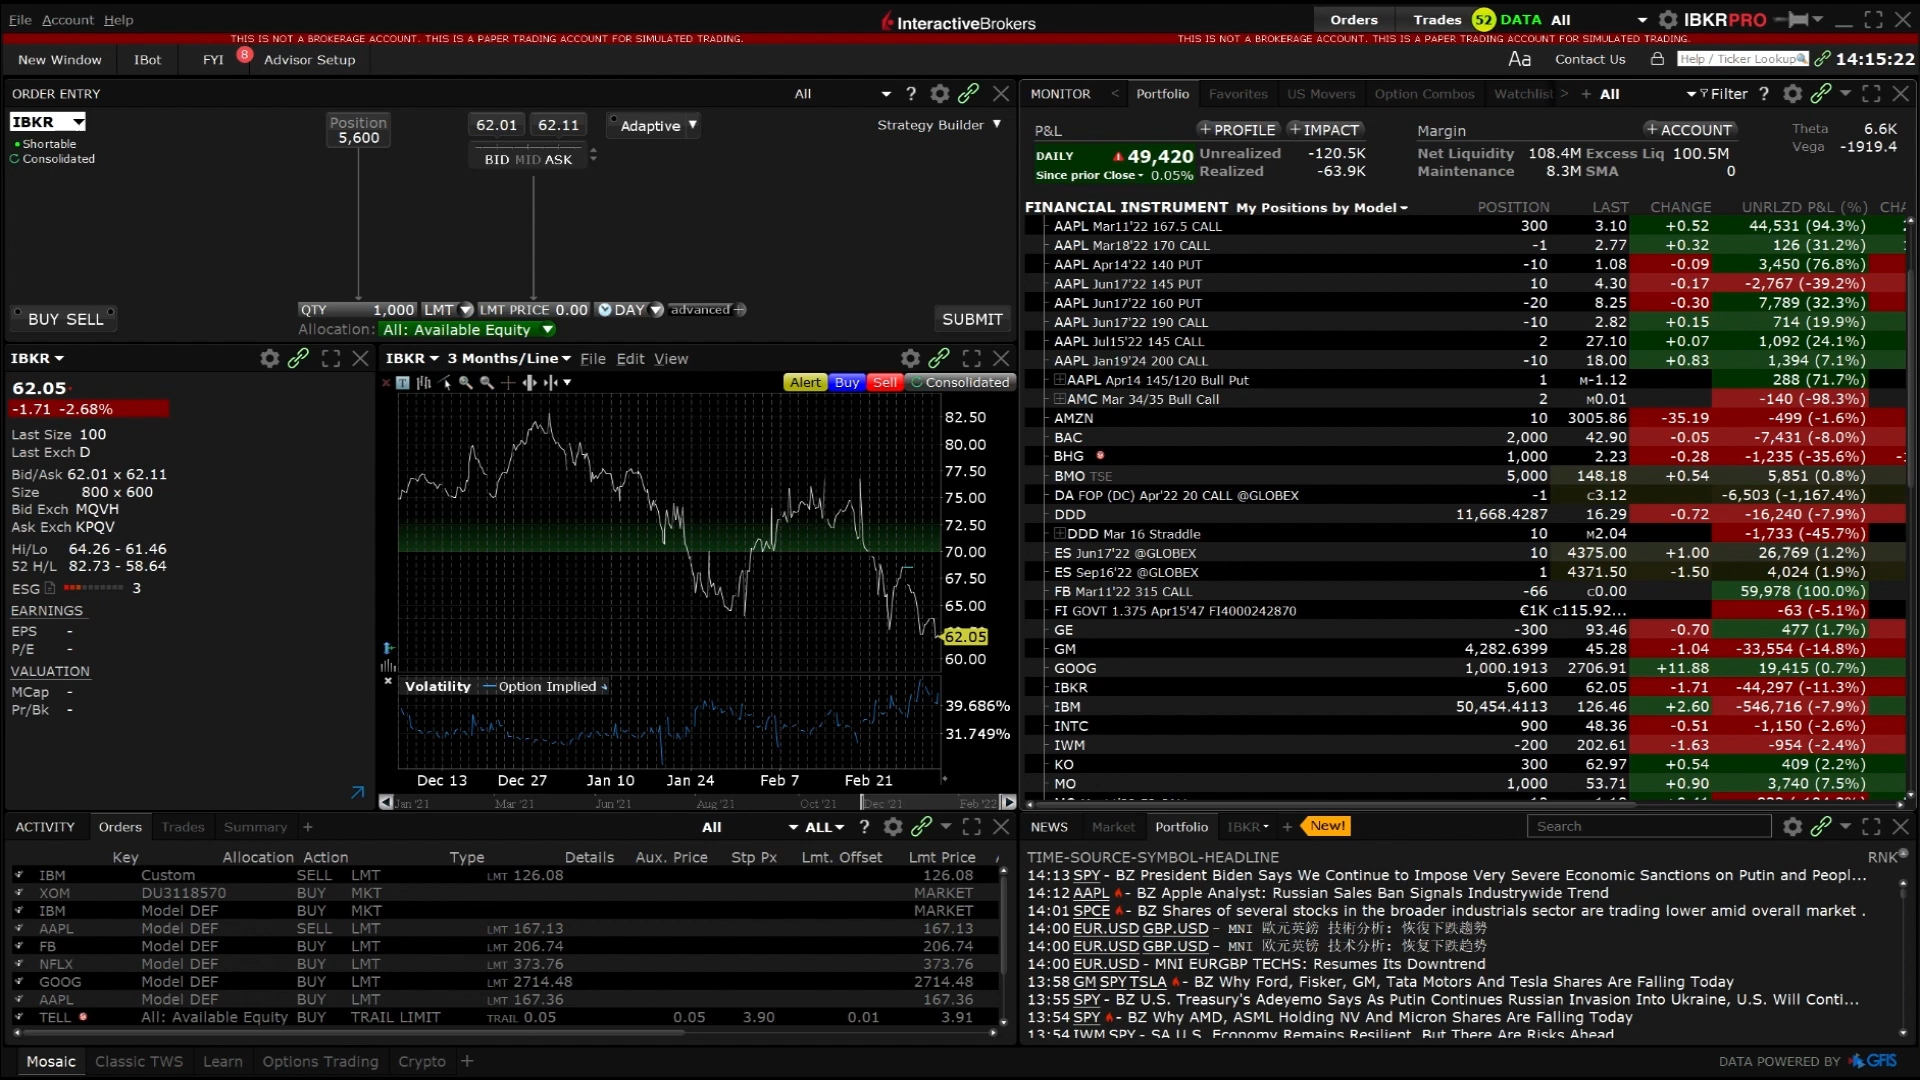 File Account Help
InteractiveBrokers
Orders Trades 52 DATA All
IBKRPRO
THIS IS NOT A BROKERAGE ACCOUNT. THIS IS A PAPER TRADING ACCOUNT FOR SIMULATED TRADING.
THIS IS NOT A BROKERAGE ACCOUNT. THIS IS A PAPER TRADING ACCOUNT FOR SIMULATED TRADING.
New Window IBot FYI 8 Advisor Setup
Aa Contact Us Help / Ticker Lookup 14:15:22
ORDER ENTRY All ?
IBKR
Shortable
Consolidated
Position
5,600
62.01 62.11 Adaptive
BID MID ASK
Strategy Builder
QTY 1,000 LMT LMT PRICE 0.00 DAY advanced
Allocation: All: Available Equity
BUY SELL
SUBMIT
IBKR
62.05
-1.71 -2.68%
Last Size 100
Last Exch D
Bid/Ask 62.01 x 62.11
Size 800 x 600
Bid Exch MQVH
Ask Exch KPQV
Hi/Lo 64.26 - 61.46
52 H/L 82.73 - 58.64
ESG 3
EARNINGS
EPS -
P/E -
VALUATION
MCap -
Pr/Bk -
IBKR 3 Months/Line File Edit View
Alert Buy Sell Consolidated
82.50
80.00
77.50
75.00
72.50
70.00
67.50
65.00
62.05
60.00
Volatility Option Implied
39.686%
31.749%
Dec 13 Dec 27 Jan 10 Jan 24 Feb 7 Feb 21
Jan '21 Mar '21 Jun '21 Aug '21 Oct '21 Dec '21 Feb '22
MONITOR < Portfolio Favorites US Movers Option Combos Watchlist > + All Filter ?
P&L + PROFILE + IMPACT
DAILY 49,420
Since prior Close 0.05%
Unrealized -120.5K
Realized -63.9K
Margin + ACCOUNT
Net Liquidity 108.4M Excess Liq 100.5M
Maintenance 8.3M SMA 0
Theta 6.6K
Vega -1919.4
FINANCIAL INSTRUMENT My Positions by Model POSITION LAST CHANGE UNRLZD P&L (%) CHA
AAPL Mar11'22 167.5 CALL 300 3.10 +0.52 44,531 (94.3%)
AAPL Mar18'22 170 CALL -1 2.77 +0.32 126 (31.2%)
AAPL Apr14'22 140 PUT -10 1.08 -0.09 3,450 (76.8%)
AAPL Jun17'22 145 PUT 10 4.30 -0.17 -2,767 (-39.2%)
AAPL Jun17'22 160 PUT -20 8.25 -0.30 7,789 (32.3%)
AAPL Jun17'22 190 CALL -10 2.82 +0.15 714 (19.9%)
AAPL Jul15'22 145 CALL 2 27.10 +0.07 1,092 (24.1%)
AAPL Jan19'24 200 CALL -10 18.00 +0.83 1,394 (7.1%)
AAPL Apr14 145/120 Bull Put 1 M-1.12 288 (71.7%)
AMC Mar 34/35 Bull Call 2 M0.01 -140 (-98.3%)
AMZN 10 3005.86 -35.19 -499 (-1.6%)
BAC 2,000 42.90 -0.05 -7,431 (-8.0%)
BHG 1,000 2.23 -0.28 -1,235 (-35.6%)
BMO TSE 5,000 148.18 +0.54 5,851 (0.8%)
DA FOP (DC) Apr'22 20 CALL @GLOBEX -1 C3.12 -6,503 (-1,167.4%)
DDD 11,668.4287 16.29 -0.72 -16,240 (-7.9%)
DDD Mar 16 Straddle 10 M2.04 -1,733 (-45.7%)
ES Jun17'22 @GLOBEX 10 4375.00 +1.00 26,769 (1.2%)
ES Sep16'22 @GLOBEX 1 4371.50 -1.50 4,024 (1.9%)
FB Mar11'22 315 CALL -66 C0.00 59,978 (100.0%)
FI GOVT 1.375 Apr15'47 FI4000242870 €1K C115.92... -63 (-5.1%)
GE -300 93.46 -0.70 477 (1.7%)
GM 4,282.6399 45.28 -1.04 -33,554 (-14.8%)
GOOG 1,000.1913 2706.91 +11.88 19,415 (0.7%)
IBKR 5,600 62.05 -1.71 -44,297 (-11.3%)
IBM 50,454.4113 126.46 +2.60 -546,716 (-7.9%)
INTC 900 48.36 -0.51 -1,150 (-2.6%)
IWM -200 202.61 -1.63 -954 (-2.4%)
KO 300 62.97 +0.54 409 (2.2%)
MO 1,000 53.71 +0.90 3,740 (7.5%)
ACTIVITY Orders Trades Summary + All ALL ?
Key Allocation Action Type Details Aux. Price Stp Px Lmt. Offset Lmt Price
IBM Custom SELL LMT LMT 126.08 126.08
XOM DU3118570 BUY MKT MARKET
IBM Model DEF BUY MKT MARKET
AAPL Model DEF SELL LMT LMT 167.13 167.13
FB Model DEF BUY LMT LMT 206.74 206.74
NFLX Model DEF BUY LMT LMT 373.76 373.76
GOOG Model DEF BUY LMT LMT 2714.48 2714.48
AAPL Model DEF BUY LMT LMT 167.36 167.36
TELL All: Available Equity BUY TRAIL LIMIT TRAIL 0.05 0.05 3.90 0.01 3.91
NEWS Market Portfolio IBKR + New! Search
TIME-SOURCE-SYMBOL-HEADLINE RNK
14:13 SPY - BZ President Biden Says We Continue to Impose Very Severe Economic Sanctions on Putin and Peopl...
14:12 AAPL - BZ Apple Analyst: Russian Sales Ban Signals Industrywide Trend
14:01 SPCE - BZ Shares of several stocks in the broader industrials sector are trading lower amid overall market .
14:00 EUR.USD GBP.USD - MNI 歐元英鎊 技術分析: 恢復下跌趨勢
14:00 EUR.USD GBP.USD - MNI 欧元英镑 技术分析: 恢复下跌趋势
14:00 EUR.USD - MNI EURGBP TECHS: Resumes Its Downtrend
13:58 GM SPY TSLA - BZ Why Ford, Fisker, GM, Tata Motors And Tesla Shares Are Falling Today
13:55 SPY - BZ U.S. Treasury's Adeyemo Says As Putin Continues Russian Invasion Into Ukraine, U.S. Will Conti...
13:54 SPY - BZ Why AMD, ASML Holding NV And Micron Shares Are Falling Today
13:54 IWM SPY - SA U.S. Economy Remains Resilient, But There Are Risks Ahead
Mosaic Classic TWS Learn Options Trading Crypto +
DATA POWERED BY GFIS